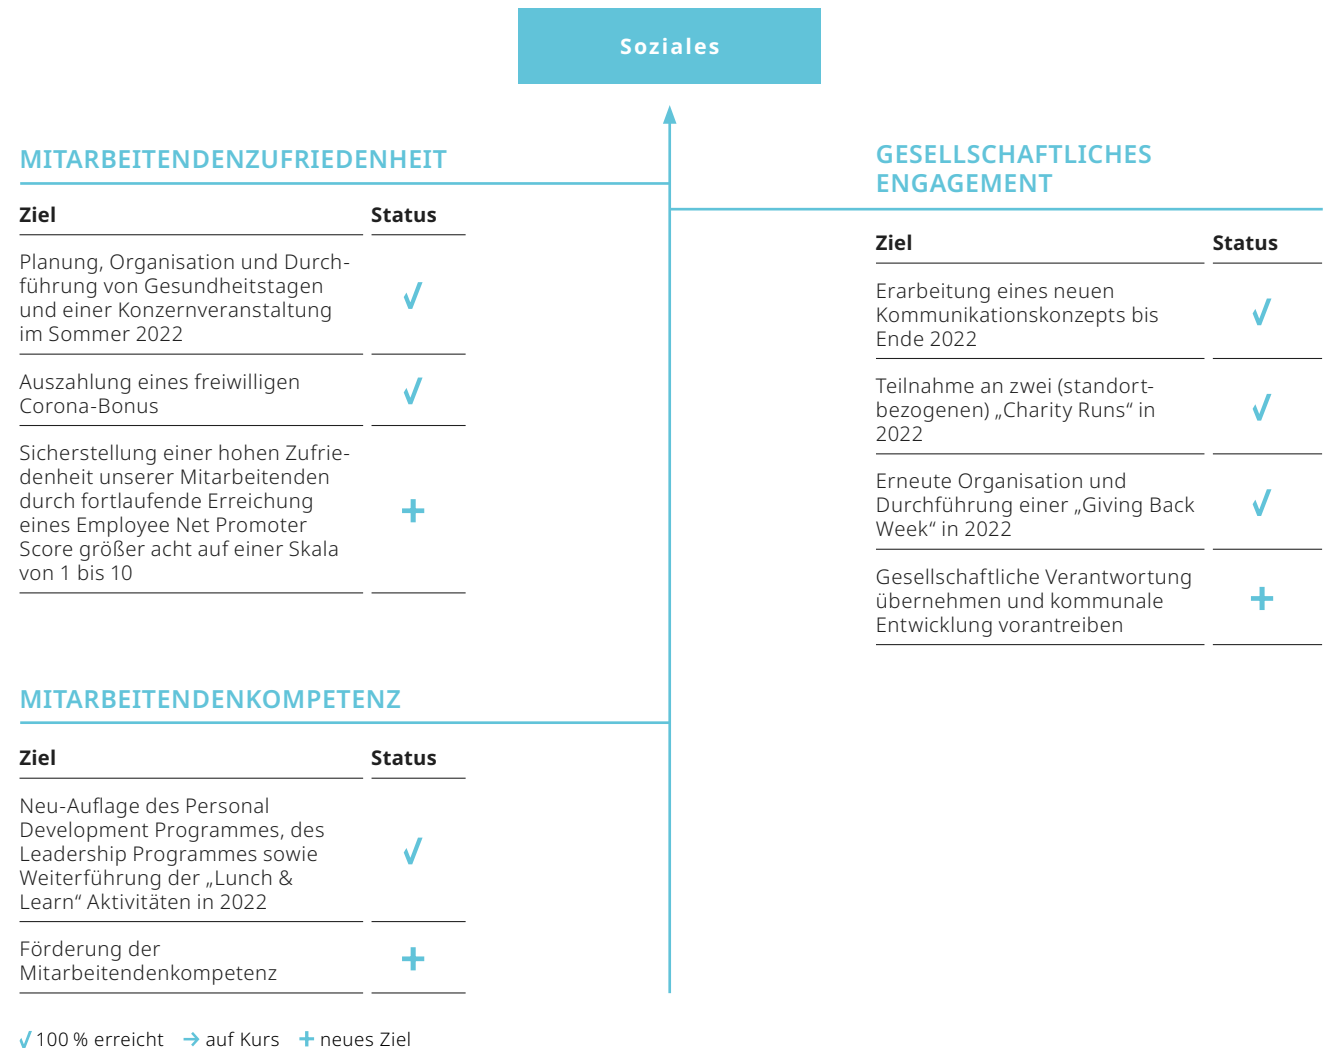 Soziales
MITARBEITENDENZUFRIEDENHEIT
Ziel Status
Planung, Organisation und Durch-
führung von Gesundheitstagen
und einer Konzernveranstaltung
im Sommer 2022
√
Auszahlung eines freiwilligen
Corona-Bonus
√
Sicherstellung einer hohen Zufrie-
denheit unserer Mitarbeitenden
durch fortlaufende Erreichung
eines Employee Net Promoter
Score größer acht auf einer Skala
von 1 bis 10
+
MITARBEITENDENKOMPETENZ
Ziel Status
Neu-Auflage des Personal
Development Programmes, des
Leadership Programmes sowie
Weiterführung der „Lunch &
Learn“ Aktivitäten in 2022
√
Förderung der
Mitarbeitendenkompetenz
+
GESELLSCHAFTLICHES
ENGAGEMENT
Ziel Status
Erarbeitung eines neuen
Kommunikationskonzepts bis
Ende 2022
√
Teilnahme an zwei (standort-
bezogenen) „Charity Runs“ in
2022
√
Erneute Organisation und
Durchführung einer „Giving Back
Week“ in 2022
√
Gesellschaftliche Verantwortung
übernehmen und kommunale
Entwicklung vorantreiben
+
√ 100 % erreicht → auf Kurs + neues Ziel